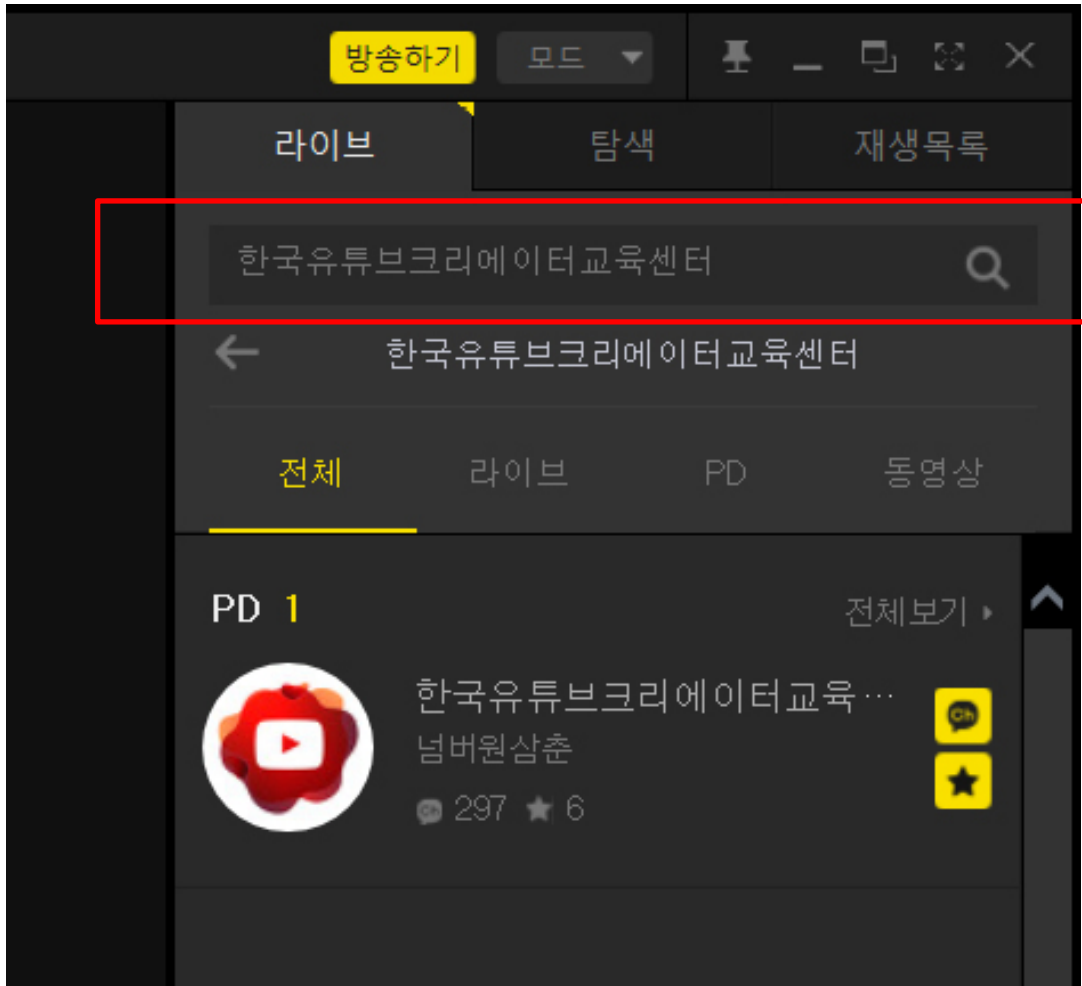 방송하기 모드
라이브 탐색 재생목록
한국유튜브크리에이터교육센터
한국유튜브크리에이터교육센터
전체 라이브 PD 동영상
PD 1 전체보기
한국유튜브크리에이터교육…
넘버원삼춘
Ch 297 6
Ch